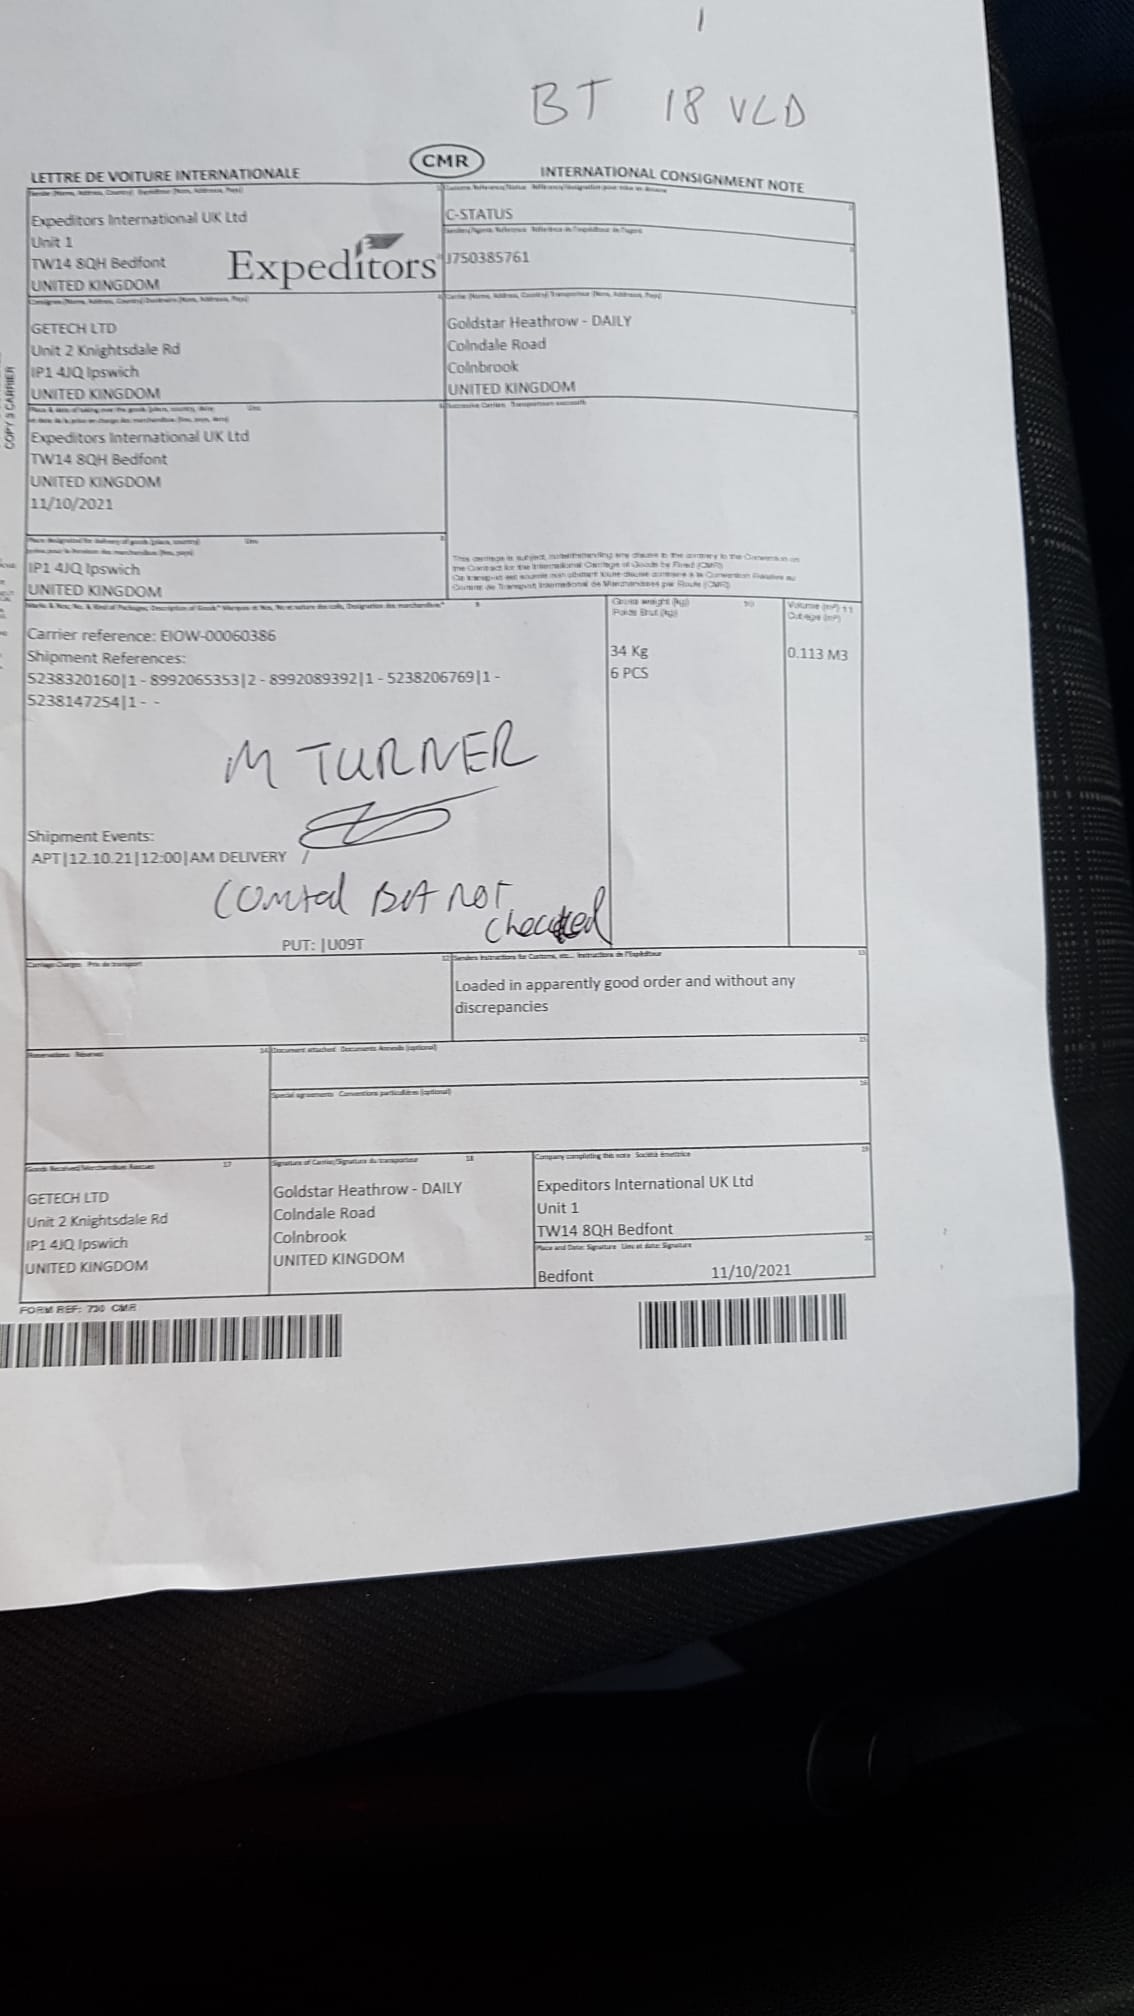 BT 18 VLD
LETTRE DE VOITURE INTERNATIONALE
CMR
INTERNATIONAL CONSIGNMENT NOTE
Expeditors International UK Ltd
Unit 1
TW14 8QH Bedfont
UNITED KINGDOM
Expeditors
C-STATUS
J750385761
GETECH LTD
Unit 2 Knightsdale Rd
IP1 4JQ Ipswich
UNITED KINGDOM
Goldstar Heathrow - DAILY
Colndale Road
Colnbrook
UNITED KINGDOM
COPY 3 CARRIER
Expeditors International UK Ltd
TW14 8QH Bedfont
UNITED KINGDOM
11/10/2021
IP1 4JQ Ipswich
UNITED KINGDOM
Gross weight (kg)
Poids Brut (kg)
Carrier reference: EIOW-00060386
Shipment References:
5238320160|1 - 8992065353|2 - 8992089392|1 - 5238206769|1 -
5238147254|1 - -
34 Kg
6 PCS
0.113 M3
M TURNER
Shipment Events:
APT|12.10.21|12:00|AM DELIVERY /
Counted But not
checked
PUT: |U09T
Loaded in apparently good order and without any
discrepancies
GETECH LTD
Unit 2 Knightsdale Rd
IP1 4JQ Ipswich
UNITED KINGDOM
Goldstar Heathrow - DAILY
Colndale Road
Colnbrook
UNITED KINGDOM
Expeditors International UK Ltd
Unit 1
TW14 8QH Bedfont
Bedfont 11/10/2021
FORM REF: 730 CMR